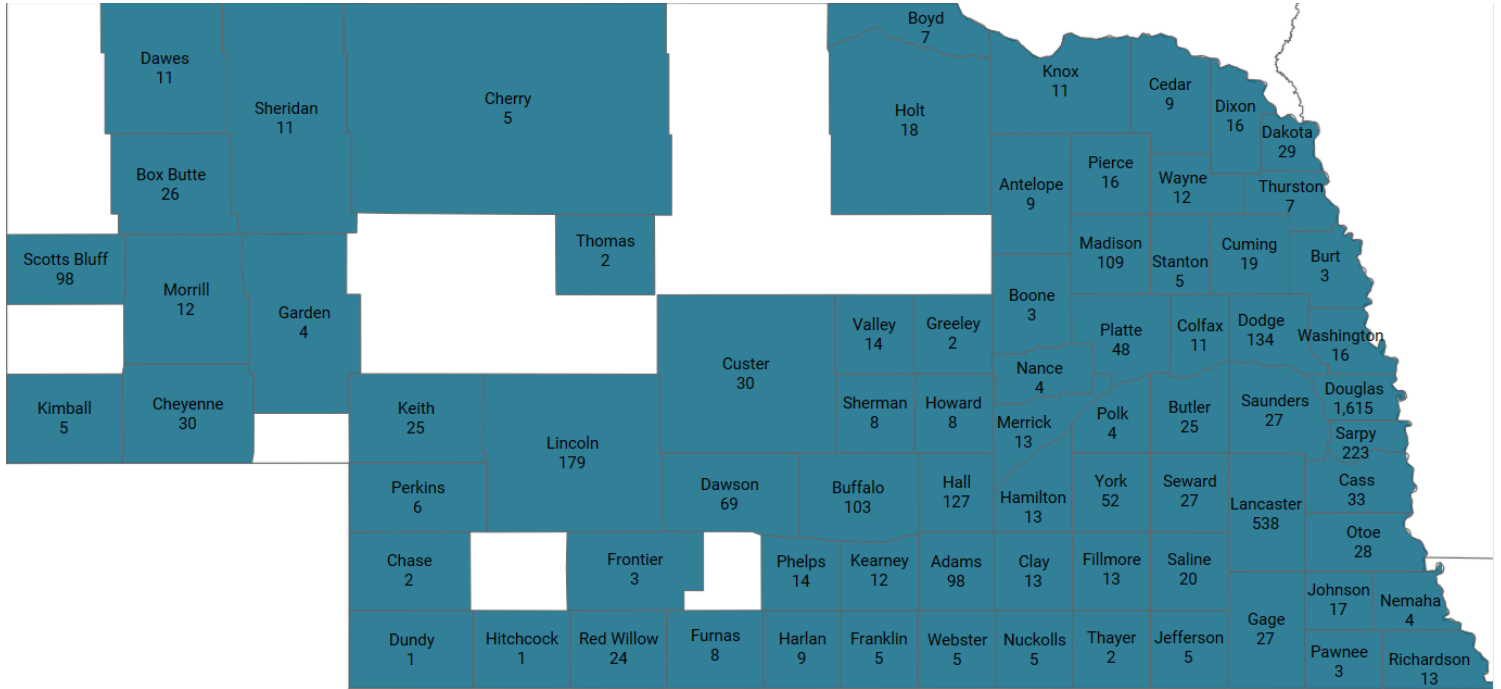 Boyd
7
Dawes
11
Knox
11
Cedar
9
Sheridan
11
Cherry
5
Holt
18
Dixon
16
Dakota
29
Box Butte
26
Pierce
16
Antelope
9
Wayne
12
Thurston
7
Thomas
2
Madison
109
Cuming
19
Scotts Bluff
98
Stanton
5
Burt
3
Morrill
12
Garden
4
Boone
3
Valley
14
Greeley
2
Platte
48
Colfax
11
Dodge
134
Washington
16
Custer
30
Nance
4
Kimball
5
Cheyenne
30
Keith
25
Sherman
8
Howard
8
Merrick
13
Polk
4
Butler
25
Saunders
27
Douglas
1,615
Lincoln
179
Sarpy
223
Perkins
6
Dawson
69
Buffalo
103
Hall
127
Hamilton
13
York
52
Seward
27
Lancaster
538
Cass
33
Otoe
28
Chase
2
Frontier
3
Phelps
14
Kearney
12
Adams
98
Clay
13
Fillmore
13
Saline
20
Johnson
17
Nemaha
4
Dundy
1
Hitchcock
1
Red Willow
24
Furnas
8
Harlan
9
Franklin
5
Webster
5
Nuckolls
5
Thayer
2
Jefferson
5
Gage
27
Pawnee
3
Richardson
13